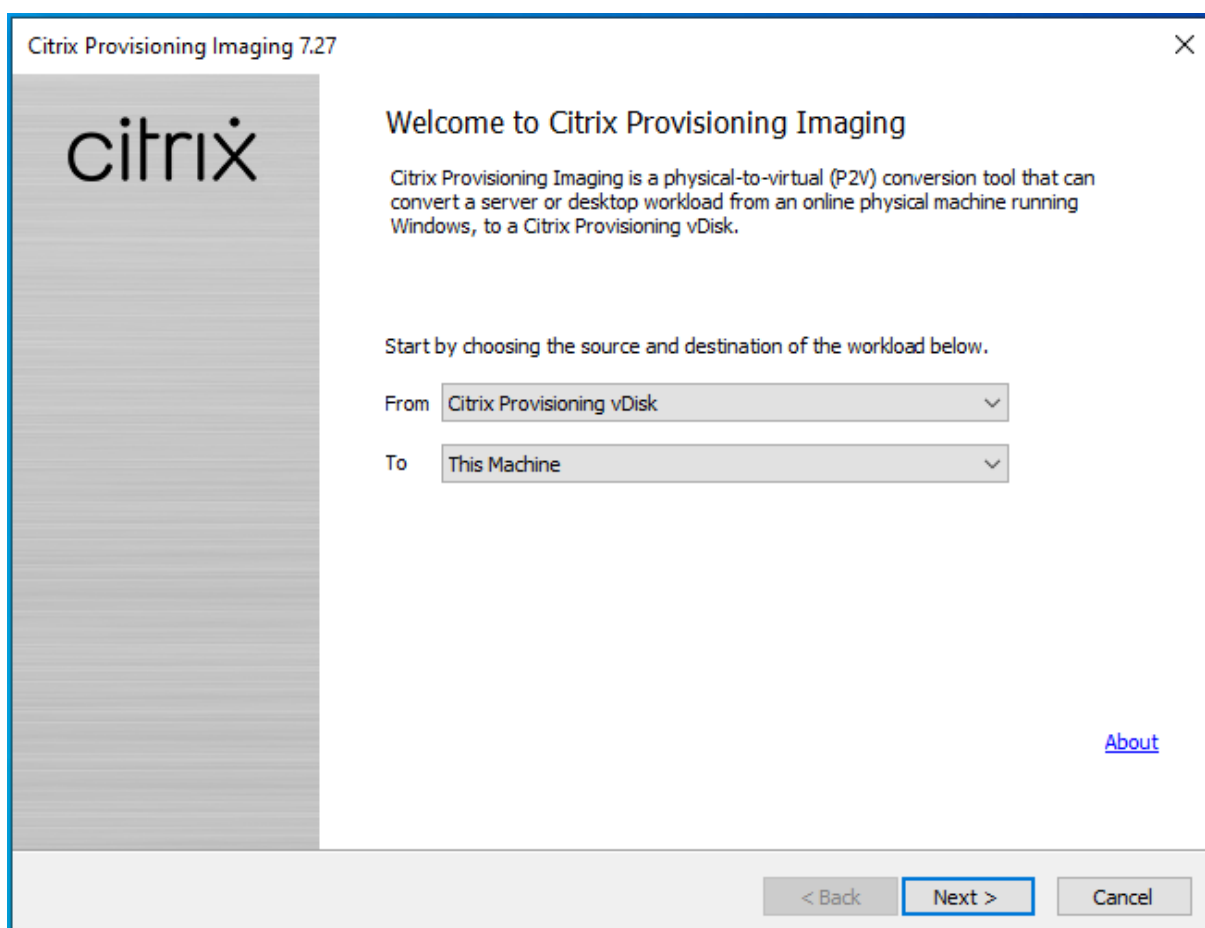 Citrix Provisioning Imaging 7.27
citrix
Welcome to Citrix Provisioning Imaging
Citrix Provisioning Imaging is a physical-to-virtual (P2V) conversion tool that can
convert a server or desktop workload from an online physical machine running
Windows, to a Citrix Provisioning vDisk.
Start by choosing the source and destination of the workload below.
From Citrix Provisioning vDisk
To This Machine
About
< Back Next > Cancel